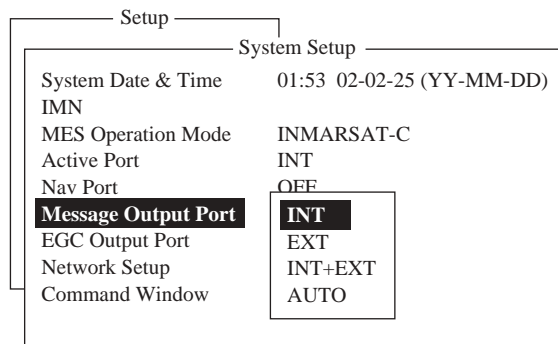 Setup
System Setup
System Date & Time 01:53 02-02-25 (YY-MM-DD)
IMN
MES Operation Mode INMARSAT-C
Active Port INT
Nav Port OFF
Message Output Port INT
EGC Output Port EXT
Network Setup INT+EXT
Command Window AUTO